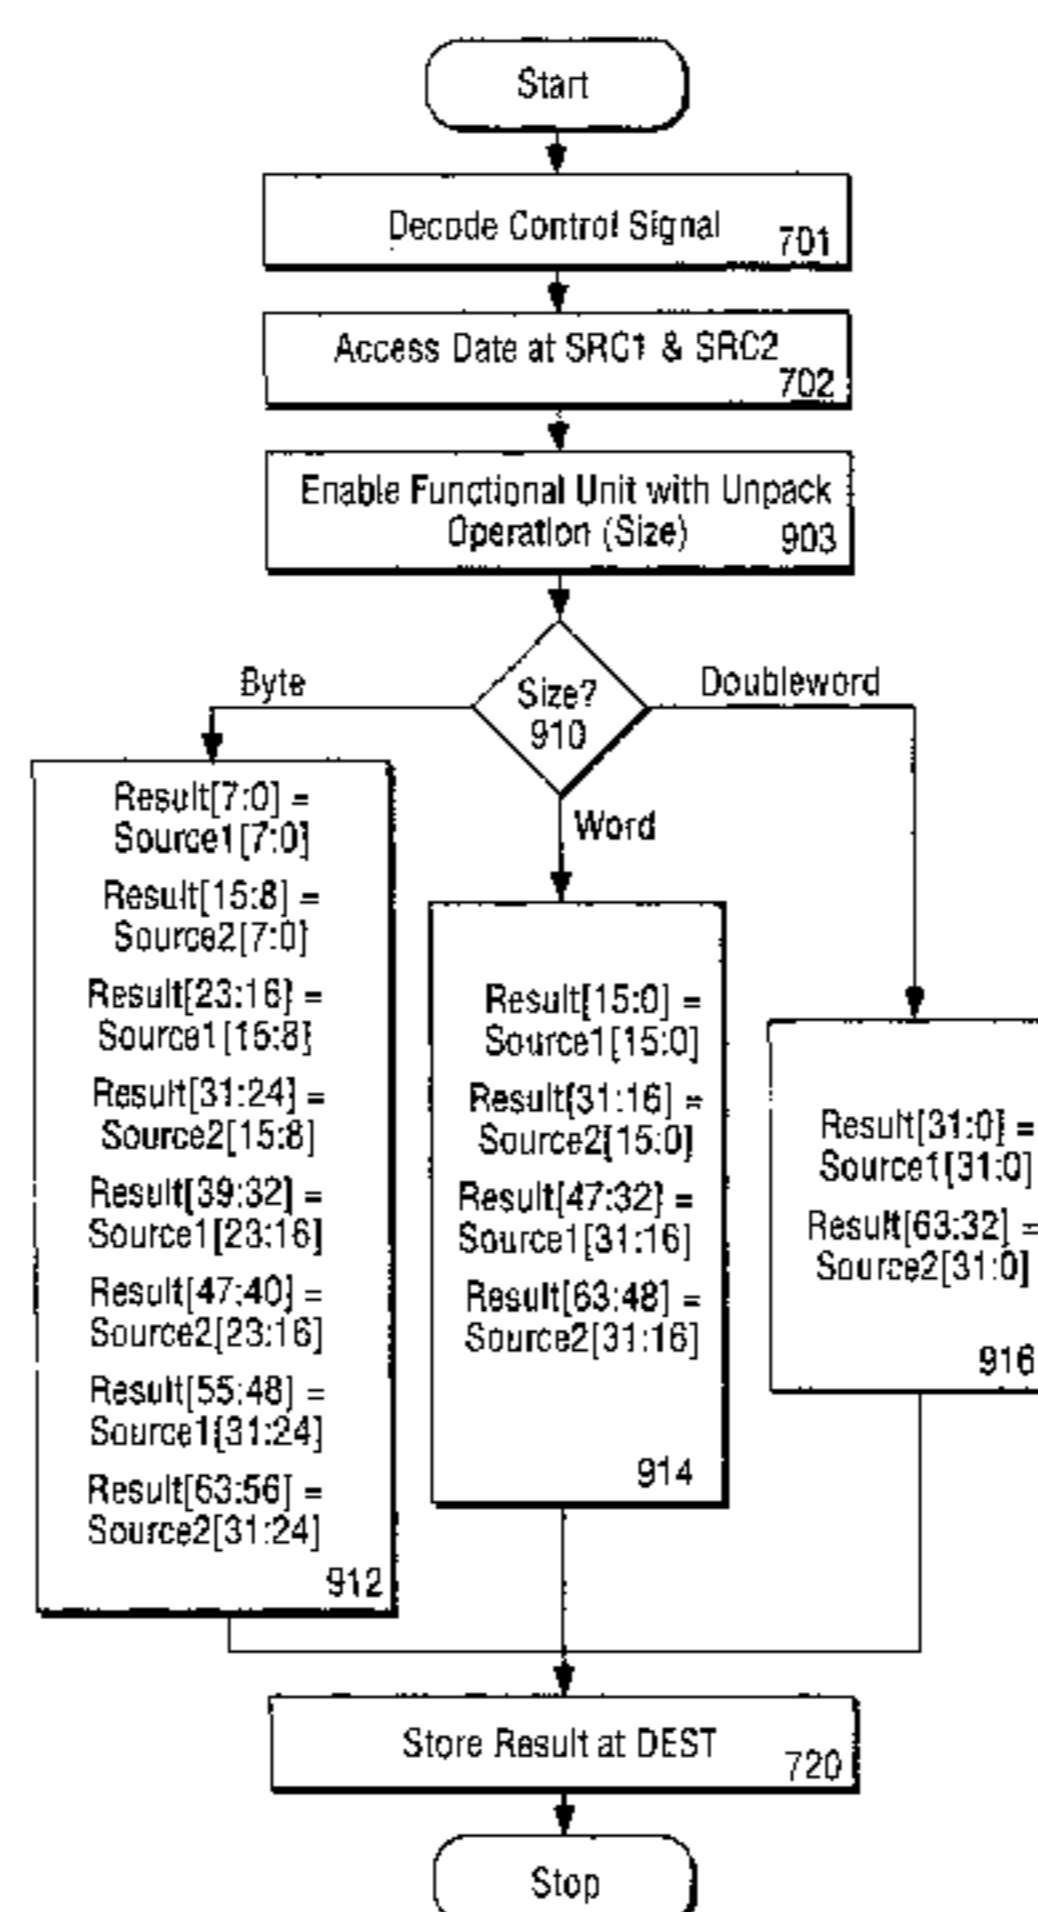 Start
Decode Control Signal
701
Access Date at SRC1 & SRC2
702
Enable Functional Unit with Unpack
Operation (Size)
903
Byte
Size?
910
Doubleword
Word
Result[7:0] =
Source1[7:0]
Result[15:8] =
Source2[7:0]
Result[23:16] =
Source1[15:8]
Result[31:24] =
Source2[15:8]
Result[39:32] =
Source1[23:16]
Result[47:40] =
Source2[23:16]
Result[55:48] =
Source1[31:24]
Result[63:56] =
Source2[31:24]
912
Result[15:0] =
Source1[15:0]
Result[31:16] =
Source2[15:0]
Result[47:32] =
Source1[31:16]
Result[63:48] =
Source2[31:16]
914
Result[31:0] =
Source1[31:0]
Result[63:32] =
Source2[31:0]
916
Store Result at DEST
720
Stop